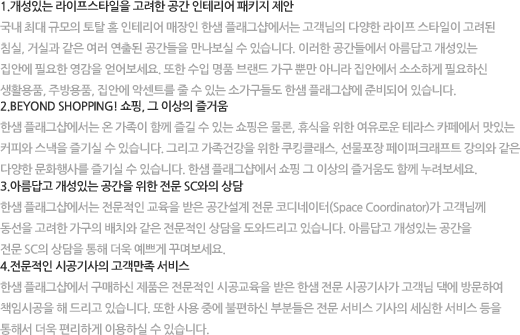 1.개성있는 라이프스타일을 고려한 공간 인테리어 패키지 제안
국내 최대 규모의 토탈 홈 인테리어 매장인 한샘 플래그샵에서는 고객님의 다양한 라이프 스타일이 고려된
침실, 거실과 같은 여러 연출된 공간들을 만나보실 수 있습니다. 이러한 공간들에서 아름답고 개성있는
집안에 필요한 영감을 얻어보세요. 또한 수입 명품 브랜드 가구 뿐만 아니라 집안에서 소소하게 필요하신
생활용품, 주방용품, 집안에 악센트를 줄 수 있는 소가구들도 한샘 플래그샵에 준비되어 있습니다.
2.BEYOND SHOPPING! 쇼핑, 그 이상의 즐거움
한샘 플래그샵에서는 온 가족이 함께 즐길 수 있는 쇼핑은 물론, 휴식을 위한 여유로운 테라스 카페에서 맛있는
커피와 스낵을 즐기실 수 있습니다. 그리고 가족건강을 위한 쿠킹클래스, 선물포장 페이퍼크래프트 강의와 같은
다양한 문화행사를 즐기실 수 있습니다. 한샘 플래그샵에서 쇼핑 그 이상의 즐거움도 함께 누려보세요.
3.아름답고 개성있는 공간을 위한 전문 SC와의 상담
한샘 플래그샵에서는 전문적인 교육을 받은 공간설계 전문 코디네이터(Space Coordinator)가 고객님께
동선을 고려한 가구의 배치와 같은 전문적인 상담을 도와드리고 있습니다. 아름답고 개성있는 공간을
전문 SC의 상담을 통해 더욱 예쁘게 꾸며보세요.
4.전문적인 시공기사의 고객만족 서비스
한샘 플래그샵에서 구매하신 제품은 전문적인 시공교육을 받은 한샘 전문 시공기사가 고객님 댁에 방문하여
책임시공을 해 드리고 있습니다. 또한 사용 중에 불편하신 부분들은 전문 서비스 기사의 세심한 서비스 등을
통해서 더욱 편리하게 이용하실 수 있습니다.